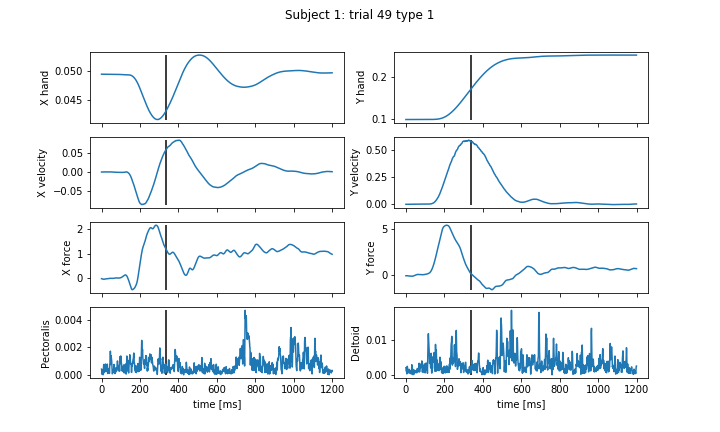 Subject 1: trial 49 type 1
X hand
0.050
0.045
Y hand
0.2
0.1
X velocity
0.05
0.00
−0.05
Y velocity
0.50
0.25
0.00
X force
2
1
0
Y force
5
0
Pectoralis
0.004
0.002
0.000
0 200 400 600 800 1000 1200
time [ms]
Deltoid
0.01
0.00
0 200 400 600 800 1000 1200
time [ms]